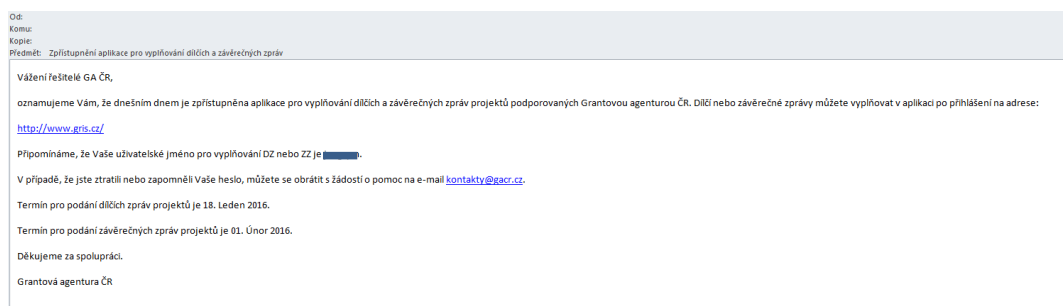 Od:
Komu:
Kopie:
Předmět: Zpřístupnění aplikace pro vyplňování dílčích a závěrečných zpráv
Vážení řešitelé GA ČR,
oznamujeme Vám, že dnešním dnem je zpřístupněna aplikace pro vyplňování dílčích a závěrečných zpráv projektů podporovaných Grantovou agenturou ČR. Dílčí nebo závěrečné zprávy můžete vyplňovat v aplikaci po přihlášení na adrese:
http://www.gris.cz/
Připomínáme, že Vaše uživatelské jméno pro vyplňování DZ nebo ZZ je .
V případě, že jste ztratili nebo zapomněli Vaše heslo, můžete se obrátit s žádostí o pomoc na e-mail kontakty@gacr.cz.
Termín pro podání dílčích zpráv projektů je 18. Leden 2016.
Termín pro podání závěrečných zpráv projektů je 01. Únor 2016.
Děkujeme za spolupráci.
Grantová agentura ČR